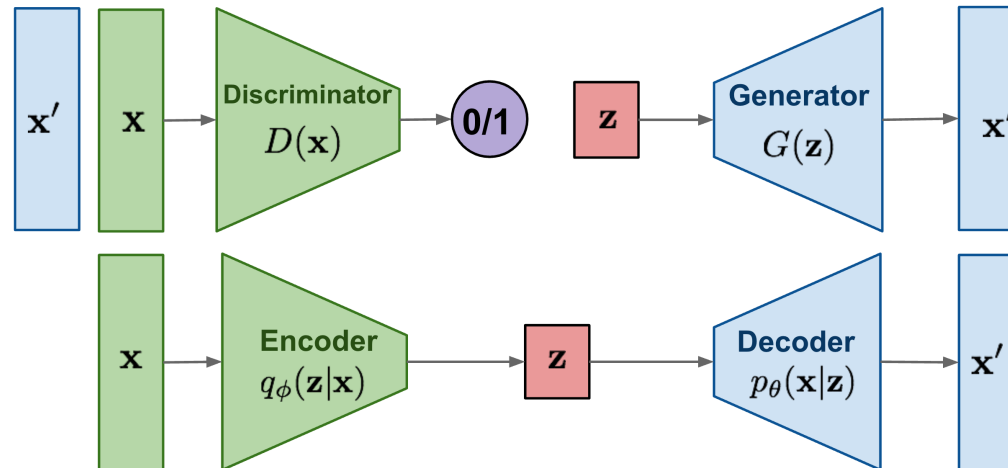 x′
x
Discriminator
D(x)
0/1
z
Generator
G(z)
x′
x
Encoder
qϕ(z|x)
z
Decoder
pθ(x|z)
x′